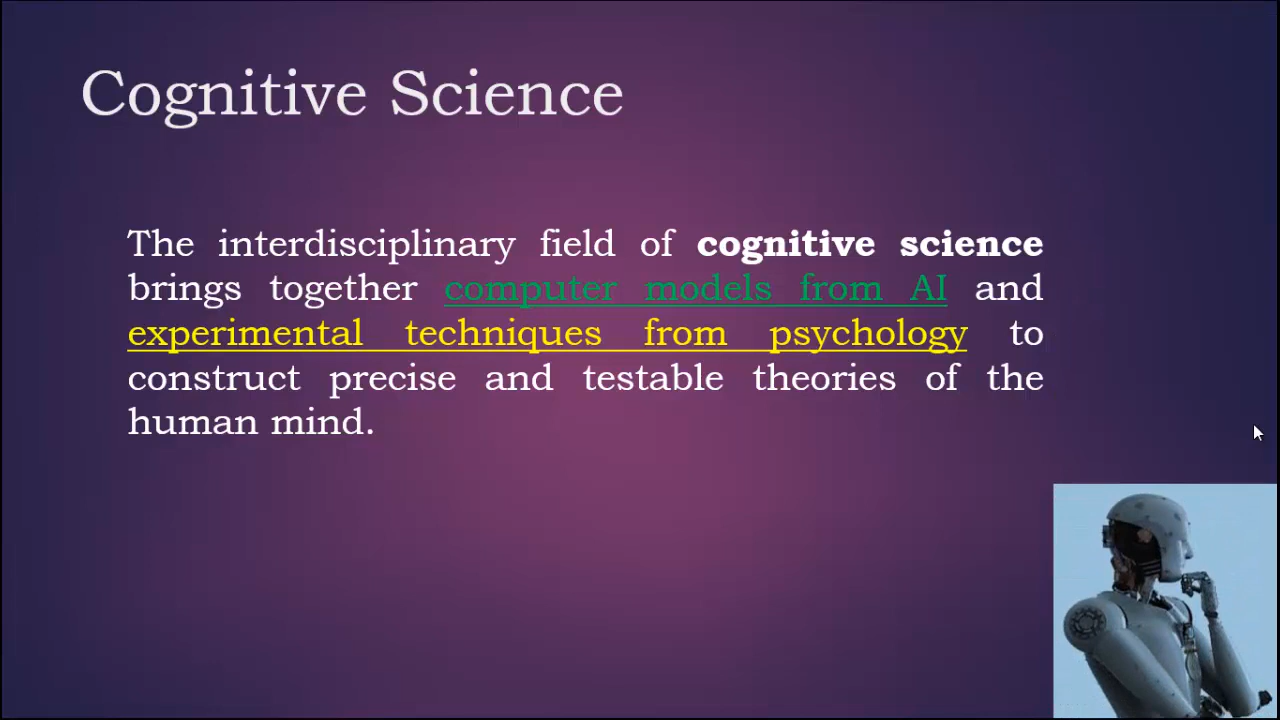 Cognitive Science
The interdisciplinary field of cognitive science
brings together computer models from AI and
experimental techniques from psychology to
construct precise and testable theories of the
human mind.